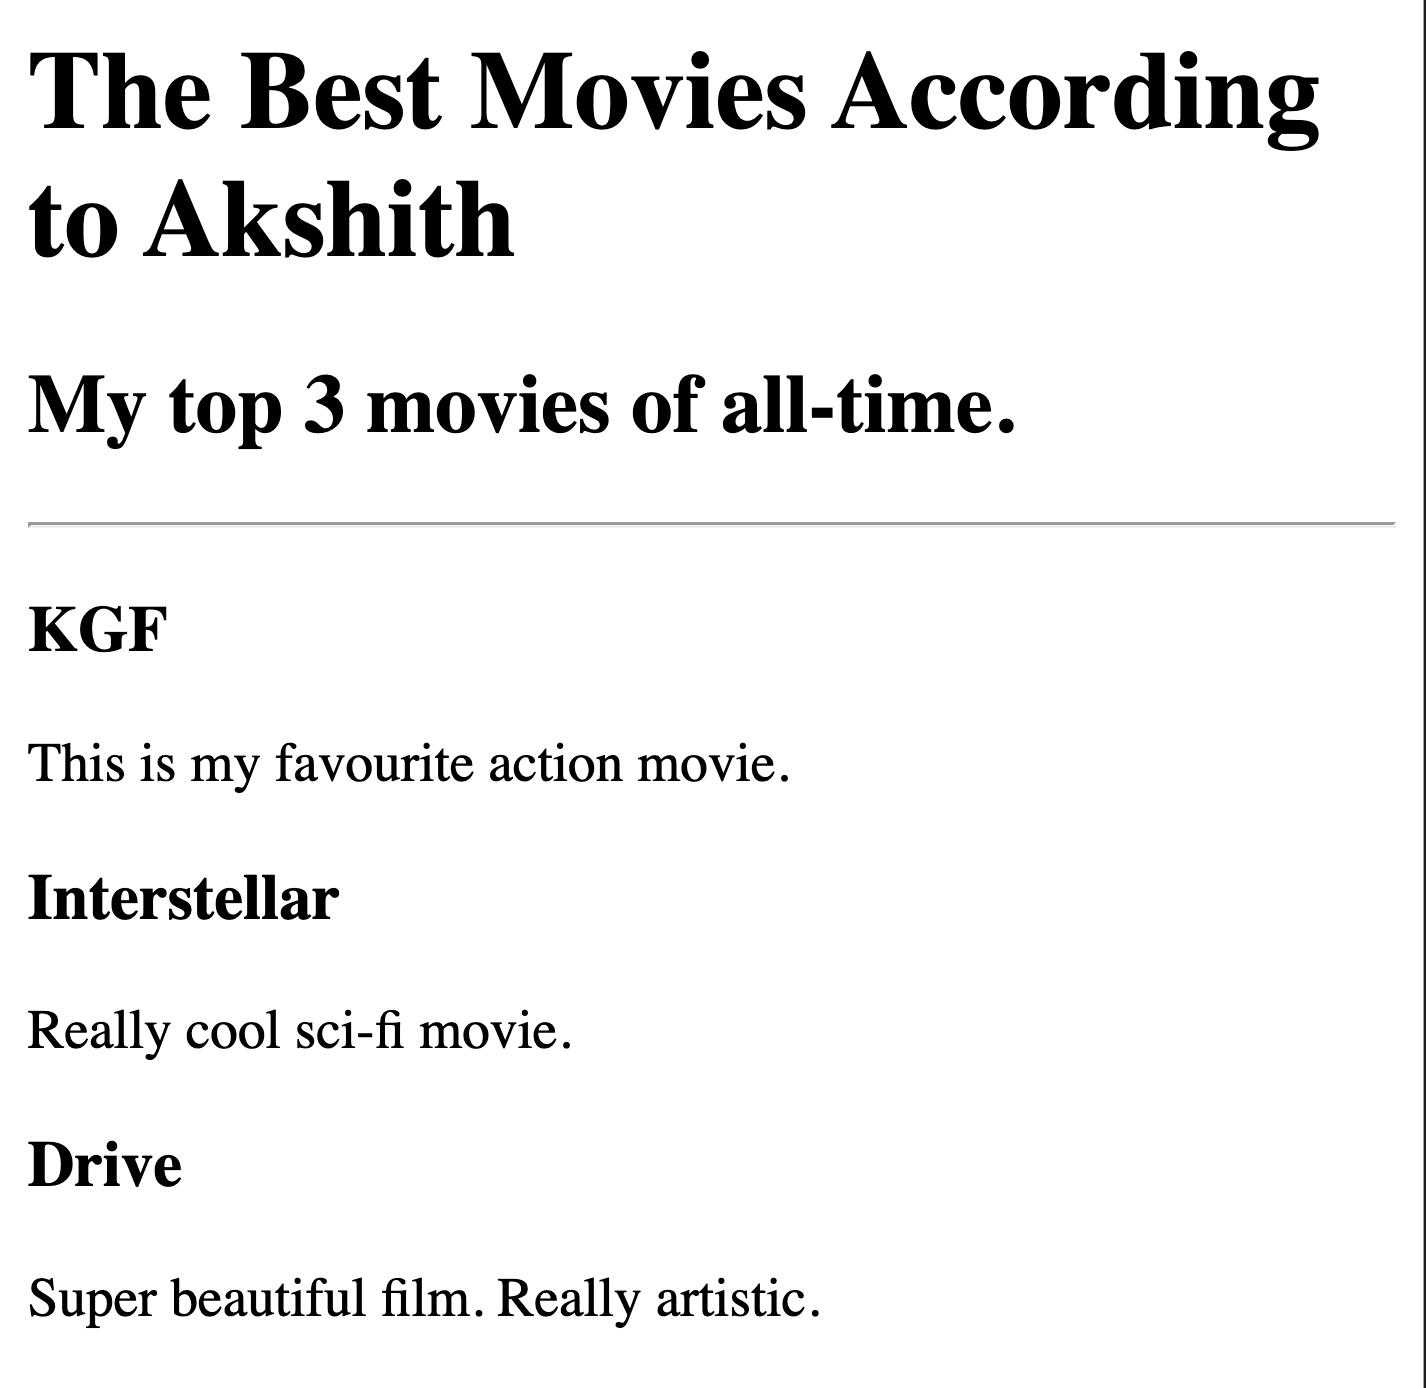 The Best Movies According
to Akshith
My top 3 movies of all-time.
KGF
This is my favourite action movie.
Interstellar
Really cool sci-fi movie.
Drive
Super beautiful film. Really artistic.